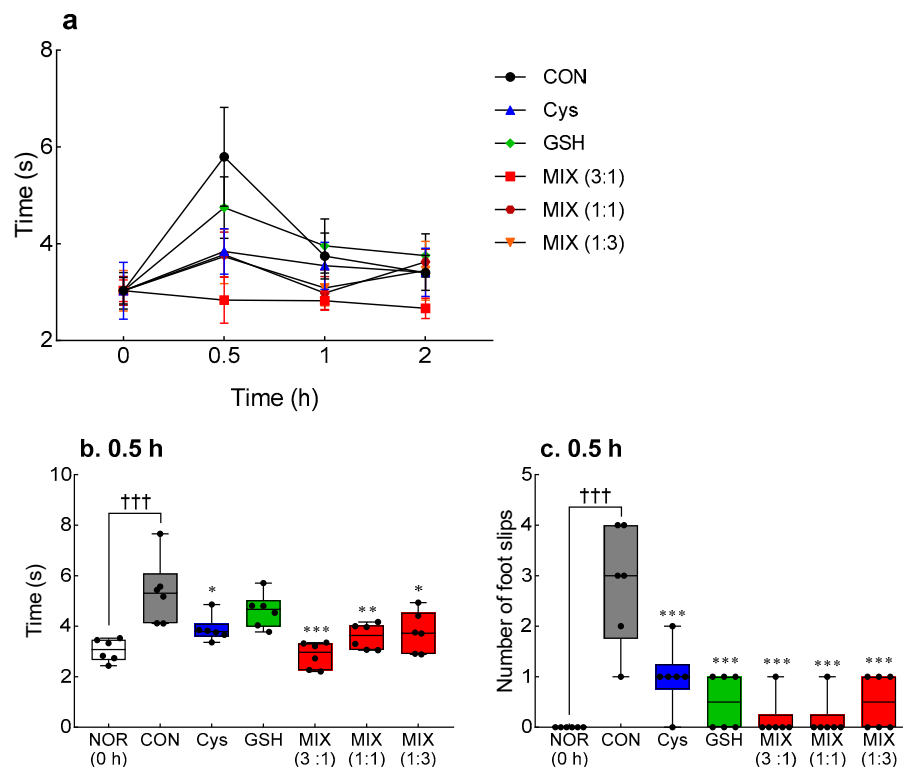 a
8
6
4
2
Time (s)
0 0.5 1 2
Time (h)
CON
Cys
GSH
MIX (3:1)
MIX (1:1)
MIX (1:3)
b. 0.5 h
10
8
6
4
2
0
Time (s)
†††
*
***
**
*
NOR CON Cys GSH MIX MIX MIX
(0 h) (3 :1) (1:1) (1:3)
c. 0.5 h
5
4
3
2
1
0
Number of foot slips
†††
***
***
***
***
***
NOR CON Cys GSH MIX MIX MIX
(0 h) (3:1) (1:1) (1:3)